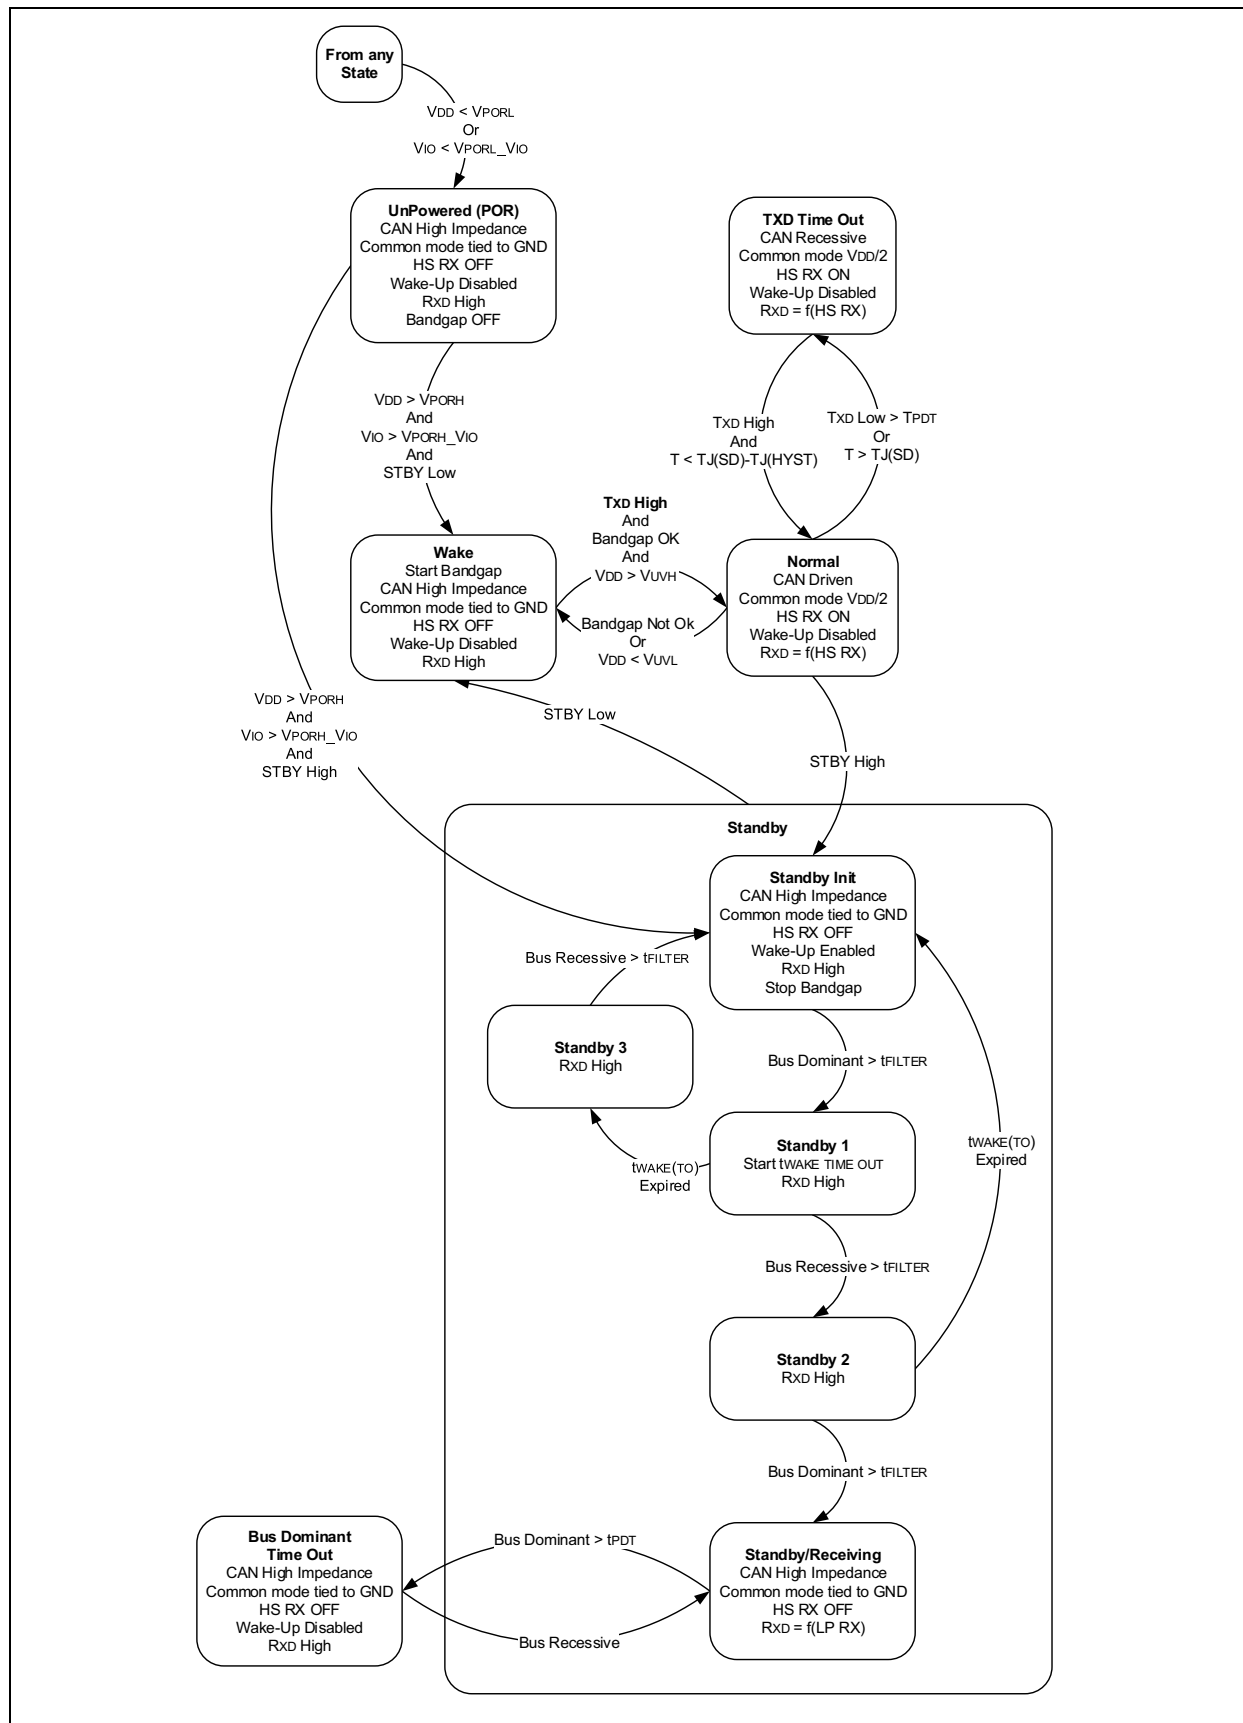 From any
State
VDD < VPORL
Or
VIO < VPORL_VIO
UnPowered (POR)
CAN High Impedance
Common mode tied to GND
HS RX OFF
Wake-Up Disabled
RXD High
Bandgap OFF
TXD Time Out
CAN Recessive
Common mode VDD/2
HS RX ON
Wake-Up Disabled
RXD = f(HS RX)
VDD > VPORH
And
VIO > VPORH_VIO
And
STBY Low
TXD High
And
T < TJ(SD)-TJ(HYST)
TXD Low > TPDT
Or
T > TJ(SD)
TXD High
And
Bandgap OK
And
VDD > VUVH
Wake
Start Bandgap
CAN High Impedance
Common mode tied to GND
HS RX OFF
Wake-Up Disabled
RXD High
Bandgap Not Ok
Or
VDD < VUVL
Normal
CAN Driven
Common mode VDD/2
HS RX ON
Wake-Up Disabled
RXD = f(HS RX)
VDD > VPORH
And
VIO > VPORH_VIO
And
STBY High
STBY Low
STBY High
Standby
Standby Init
CAN High Impedance
Common mode tied to GND
HS RX OFF
Wake-Up Enabled
RXD High
Stop Bandgap
Bus Recessive > tFILTER
Standby 3
RXD High
Bus Dominant > tFILTER
tWAKE(TO)
Expired
Standby 1
Start tWAKE TIME OUT
RXD High
tWAKE(TO)
Expired
Bus Recessive > tFILTER
Standby 2
RXD High
Bus Dominant > tFILTER
Bus Dominant
Time Out
CAN High Impedance
Common mode tied to GND
HS RX OFF
Wake-Up Disabled
RXD High
Bus Dominant > tPDT
Bus Recessive
Standby/Receiving
CAN High Impedance
Common mode tied to GND
HS RX OFF
RXD = f(LP RX)